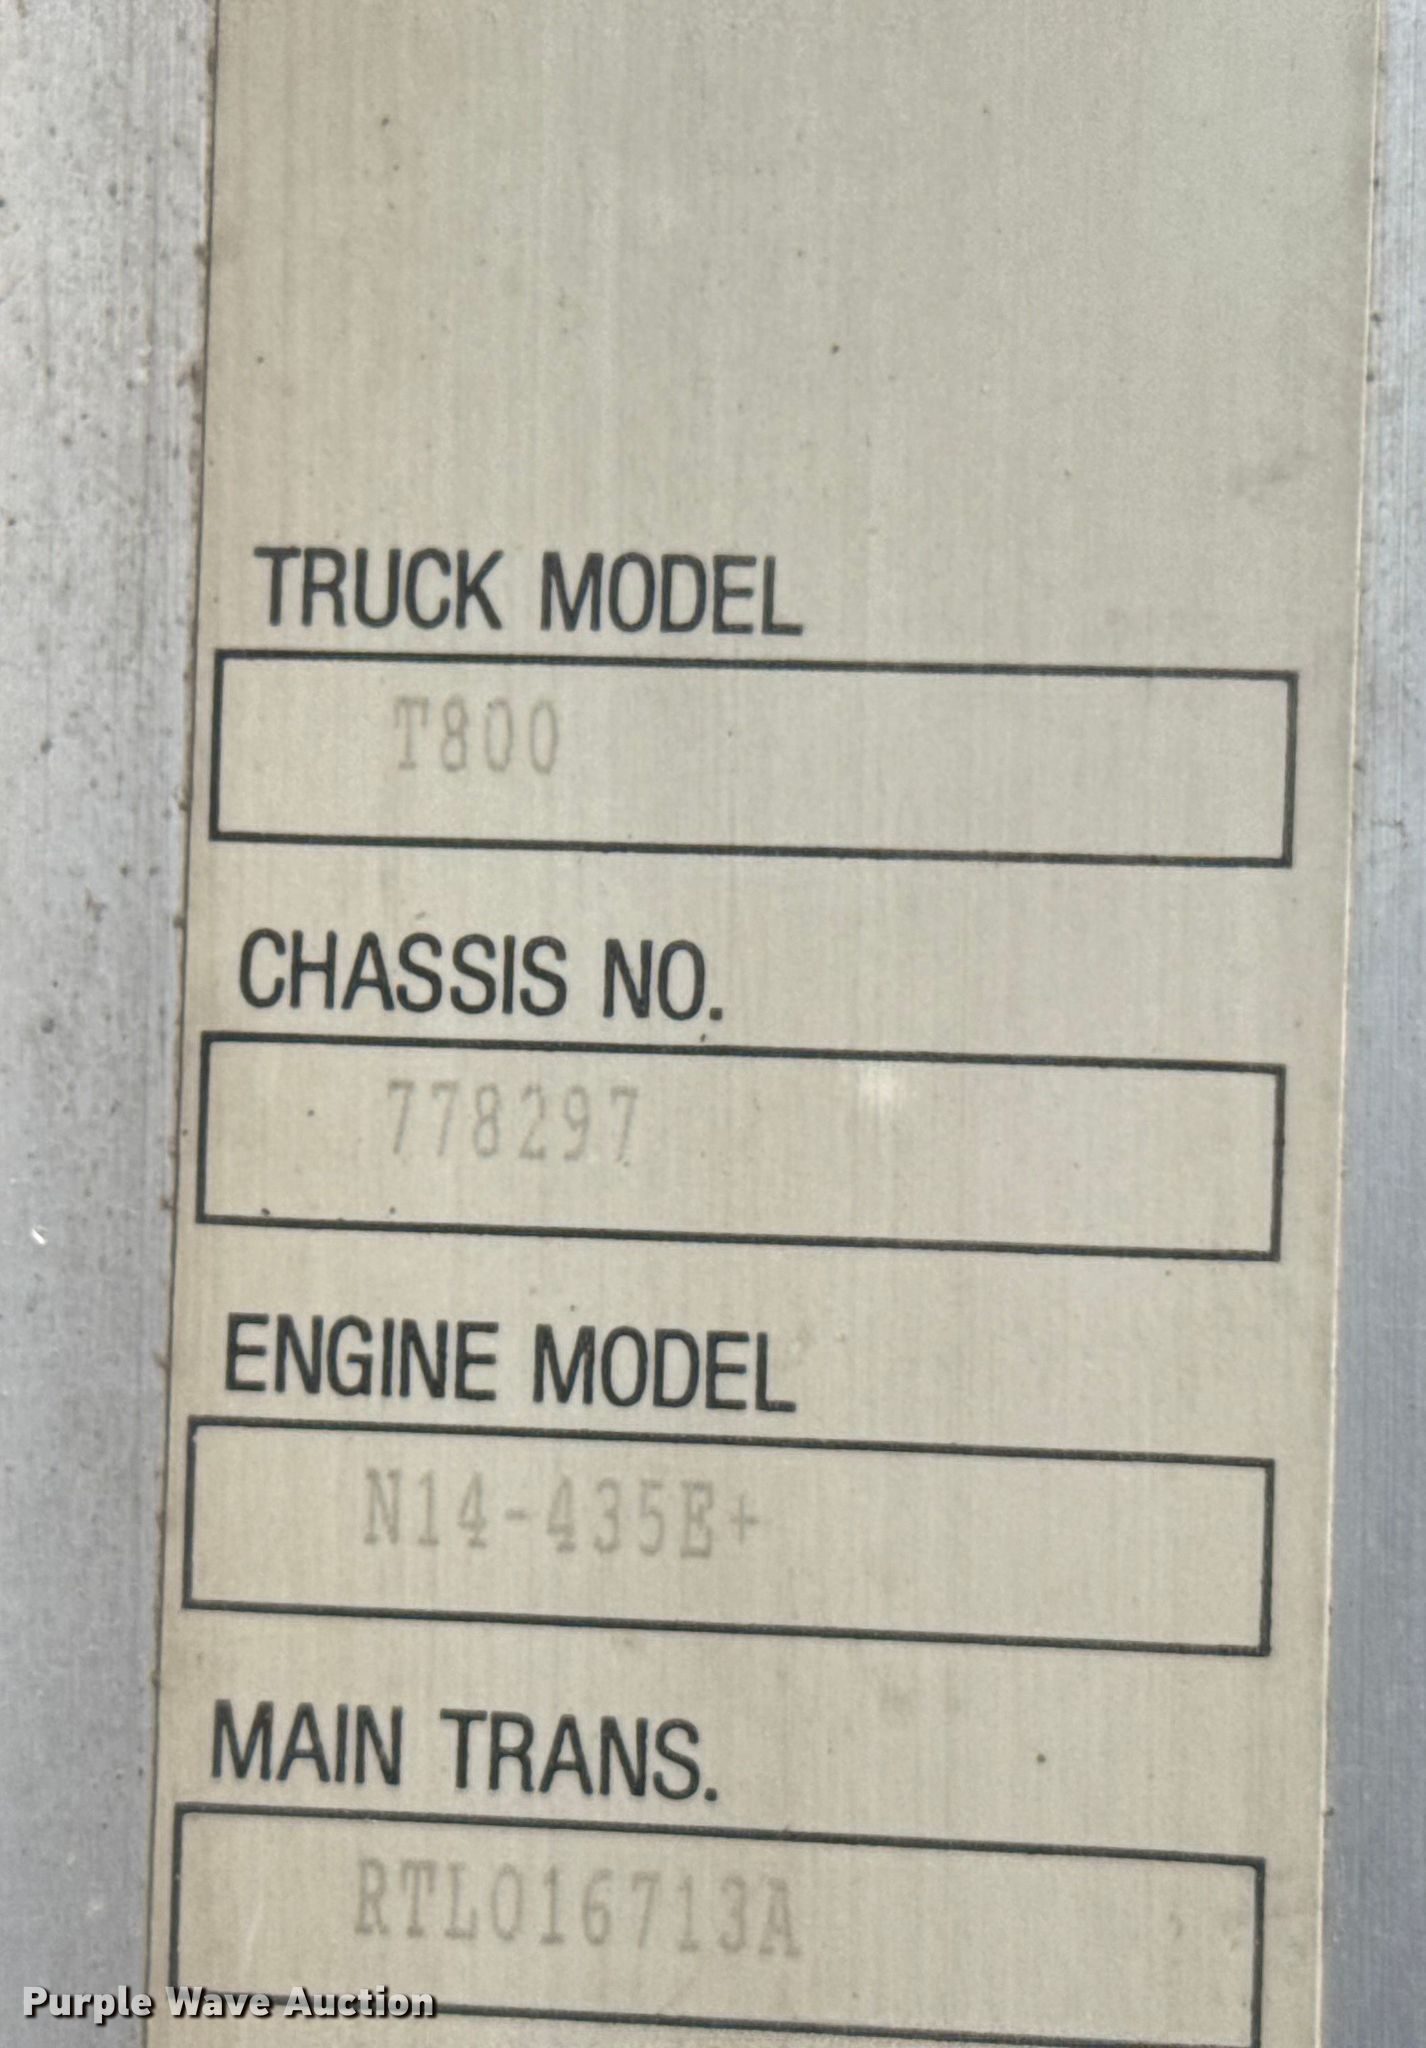 TRUCK MODEL
T800
CHASSIS NO.
778297
ENGINE MODEL
N14-435E+
MAIN TRANS.
RTLO16713A
Purple Wave Auction